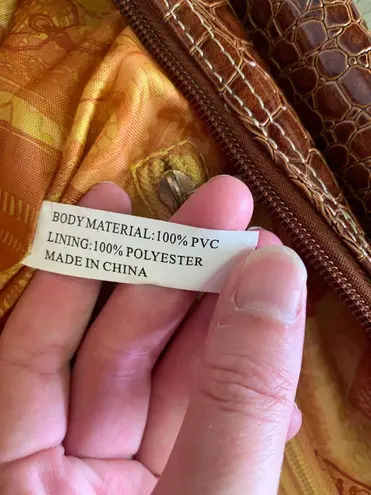 BODY MATERIAL:100% PVC
LINING:100% POLYESTER
MADE IN CHINA